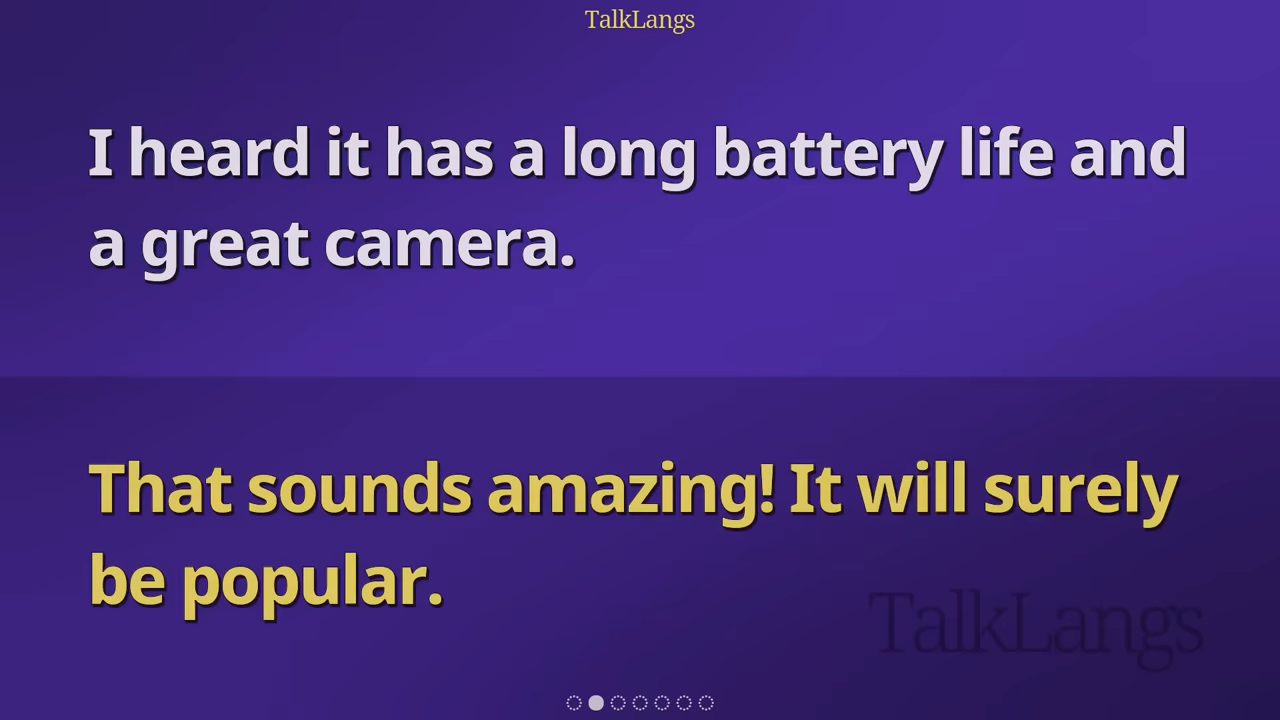 TalkLangs
I heard it has a long battery life and
a great camera.
That sounds amazing! It will surely
be popular.
TalkLangs